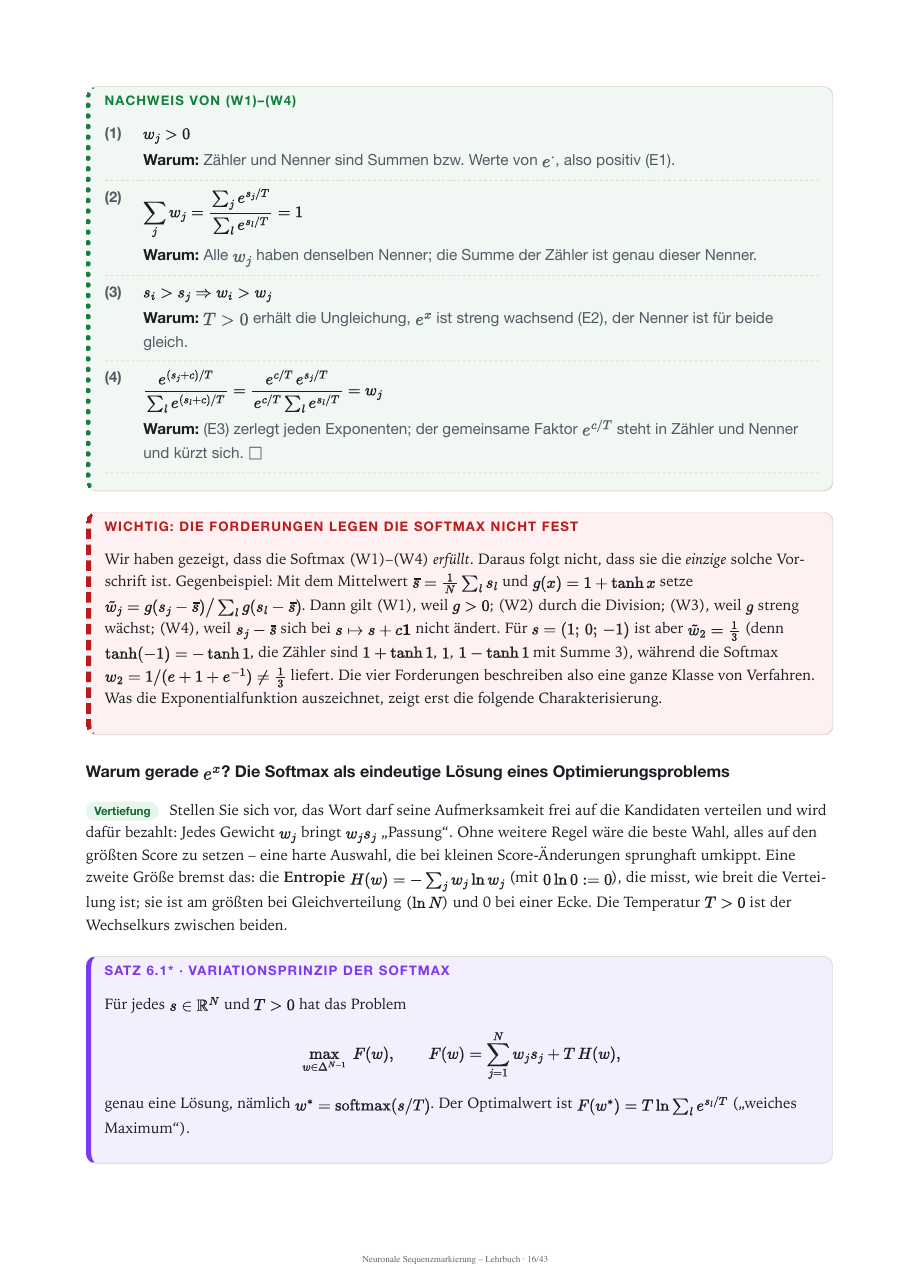 NACHWEIS VON (W1)–(W4)
(1) w_j > 0
Warum: Zähler und Nenner sind Summen bzw. Werte von e^·, also positiv (E1).
(2) ∑_j w_j = (∑_j e^{s_j/T}) / (∑_l e^{s_l/T}) = 1
Warum: Alle w_j haben denselben Nenner; die Summe der Zähler ist genau dieser Nenner.
(3) s_i > s_j ⇒ w_i > w_j
Warum: T > 0 erhält die Ungleichung, e^x ist streng wachsend (E2), der Nenner ist für beide
gleich.
(4) e^{(s_j+c)/T} / ∑_l e^{(s_l+c)/T} = (e^{c/T} e^{s_j/T}) / (e^{c/T} ∑_l e^{s_l/T}) = w_j
Warum: (E3) zerlegt jeden Exponenten; der gemeinsame Faktor e^{c/T} steht in Zähler und Nenner
und kürzt sich. □
WICHTIG: DIE FORDERUNGEN LEGEN DIE SOFTMAX NICHT FEST
Wir haben gezeigt, dass die Softmax (W1)–(W4) erfüllt. Daraus folgt nicht, dass sie die einzige solche Vor-
schrift ist. Gegenbeispiel: Mit dem Mittelwert s̄ = 1/N ∑_l s_l und g(x) = 1 + tanh x setze
w̃_j = g(s_j − s̄)/∑_l g(s_l − s̄). Dann gilt (W1), weil g > 0; (W2) durch die Division; (W3), weil g streng
wächst; (W4), weil s_j − s̄ sich bei s ↦ s + c𝟏 nicht ändert. Für s = (1; 0; −1) ist aber w̃_2 = 1/3 (denn
tanh(−1) = − tanh 1, die Zähler sind 1 + tanh 1, 1, 1 − tanh 1 mit Summe 3), während die Softmax
w_2 = 1/(e + 1 + e^{−1}) ≠ 1/3 liefert. Die vier Forderungen beschreiben also eine ganze Klasse von Verfahren.
Was die Exponentialfunktion auszeichnet, zeigt erst die folgende Charakterisierung.
Warum gerade e^x? Die Softmax als eindeutige Lösung eines Optimierungsproblems
Vertiefung Stellen Sie sich vor, das Wort darf seine Aufmerksamkeit frei auf die Kandidaten verteilen und wird
dafür bezahlt: Jedes Gewicht w_j bringt w_j s_j „Passung“. Ohne weitere Regel wäre die beste Wahl, alles auf den
größten Score zu setzen – eine harte Auswahl, die bei kleinen Score-Änderungen sprunghaft umkippt. Eine
zweite Größe bremst das: die Entropie H(w) = − ∑_j w_j ln w_j (mit 0 ln 0 := 0), die misst, wie breit die Vertei-
lung ist; sie ist am größten bei Gleichverteilung (ln N) und 0 bei einer Ecke. Die Temperatur T > 0 ist der
Wechselkurs zwischen beiden.
SATZ 6.1* · VARIATIONSPRINZIP DER SOFTMAX
Für jedes s ∈ ℝ^N und T > 0 hat das Problem
max_{w∈Δ^{N−1}} F(w), F(w) = ∑_{j=1}^{N} w_j s_j + T H(w),
genau eine Lösung, nämlich w* = softmax(s/T). Der Optimalwert ist F(w*) = T ln ∑_l e^{s_l/T} („weiches
Maximum“).
Neuronale Sequenzmarkierung – Lehrbuch · 16/43